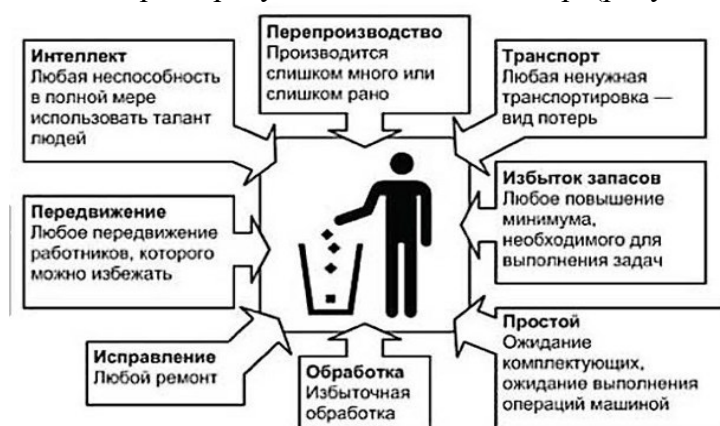 Перепроизводство
Производится
слишком много или
слишком рано
Интеллект
Любая неспособность
в полной мере
использовать талант
людей
Транспорт
Любая ненужная
транспортировка —
вид потерь
Передвижение
Любое передвижение
работников, которого
можно избежать
Избыток запасов
Любое повышение
минимума,
необходимого для
выполнения задач
Исправление
Любой ремонт
Обработка
Избыточная
обработка
Простой
Ожидание
комплектующих,
ожидание выполнения
операций машиной